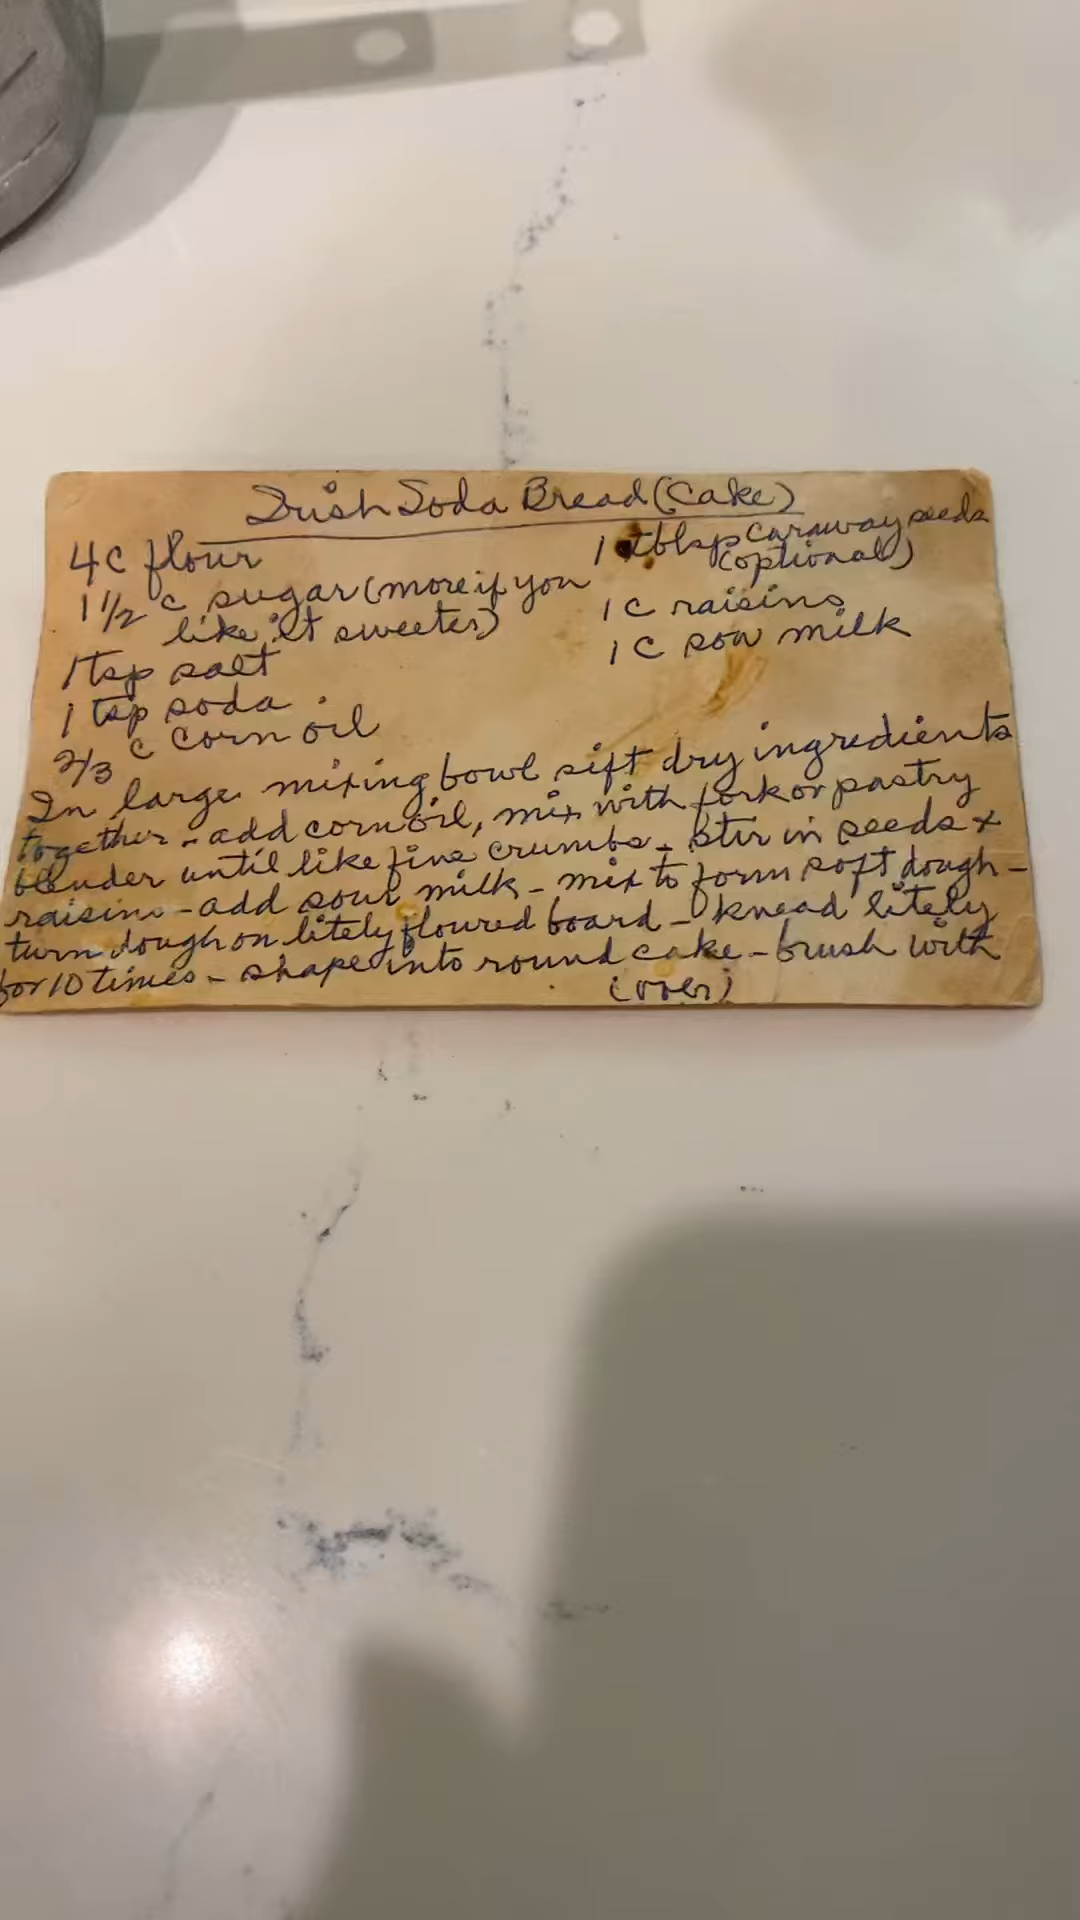 Irish Soda Bread (Cake)
4 c flour
1 1/2 c sugar (more if you
like it sweeter)
1 tsp salt
1 tsp soda
2/3 c corn oil
1 tblsp caraway seeds
(optional)
1 c raisins
1 c sour milk
In large mixing bowl sift dry ingredients
together - add corn oil, mix with fork or pastry
blender until like fine crumbs - stir in seeds &
raisins - add sour milk - mix to form soft dough -
turn dough on litely floured board - knead litely
for 10 times - shape into round cake - brush with
(over)